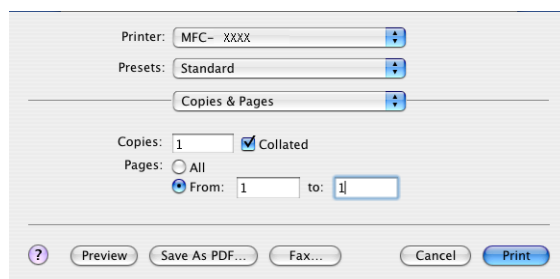 Printer: MFC- XXXX
Presets: Standard
Copies & Pages
Copies: 1 Collated
Pages: All
From: 1 to: 1
? Preview Save As PDF... Fax... Cancel Print